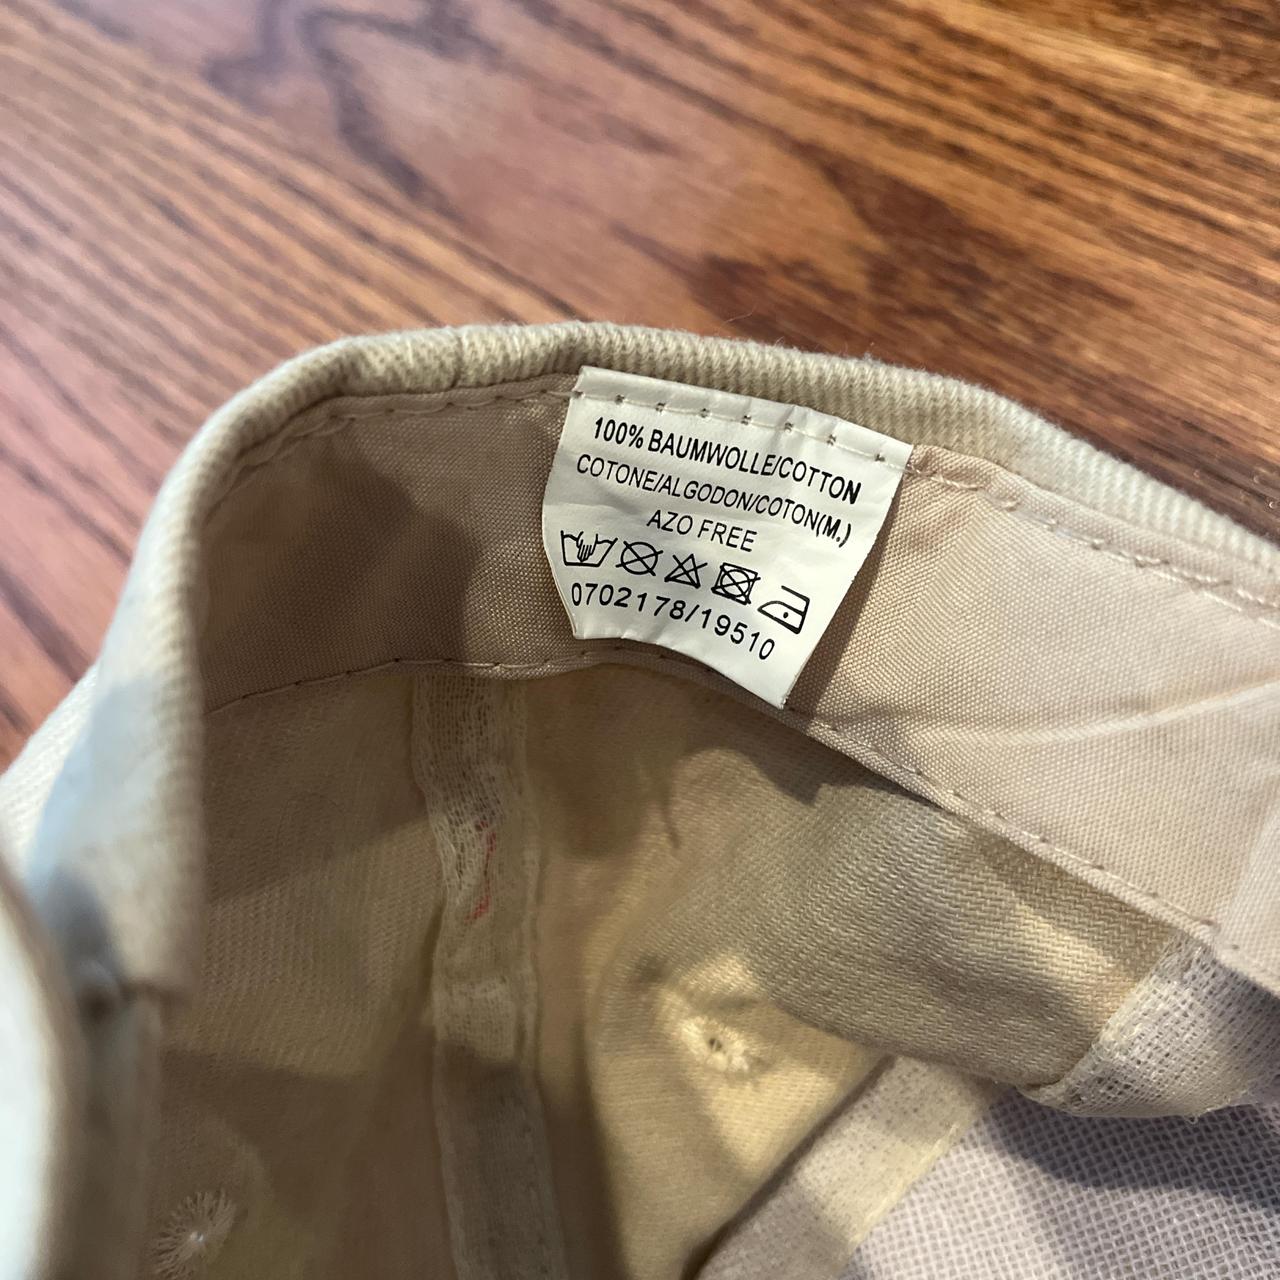 100% BAUMWOLLE/COTTON
COTONE/ALGODON/COTON(M.)
AZO FREE
0702178/19510